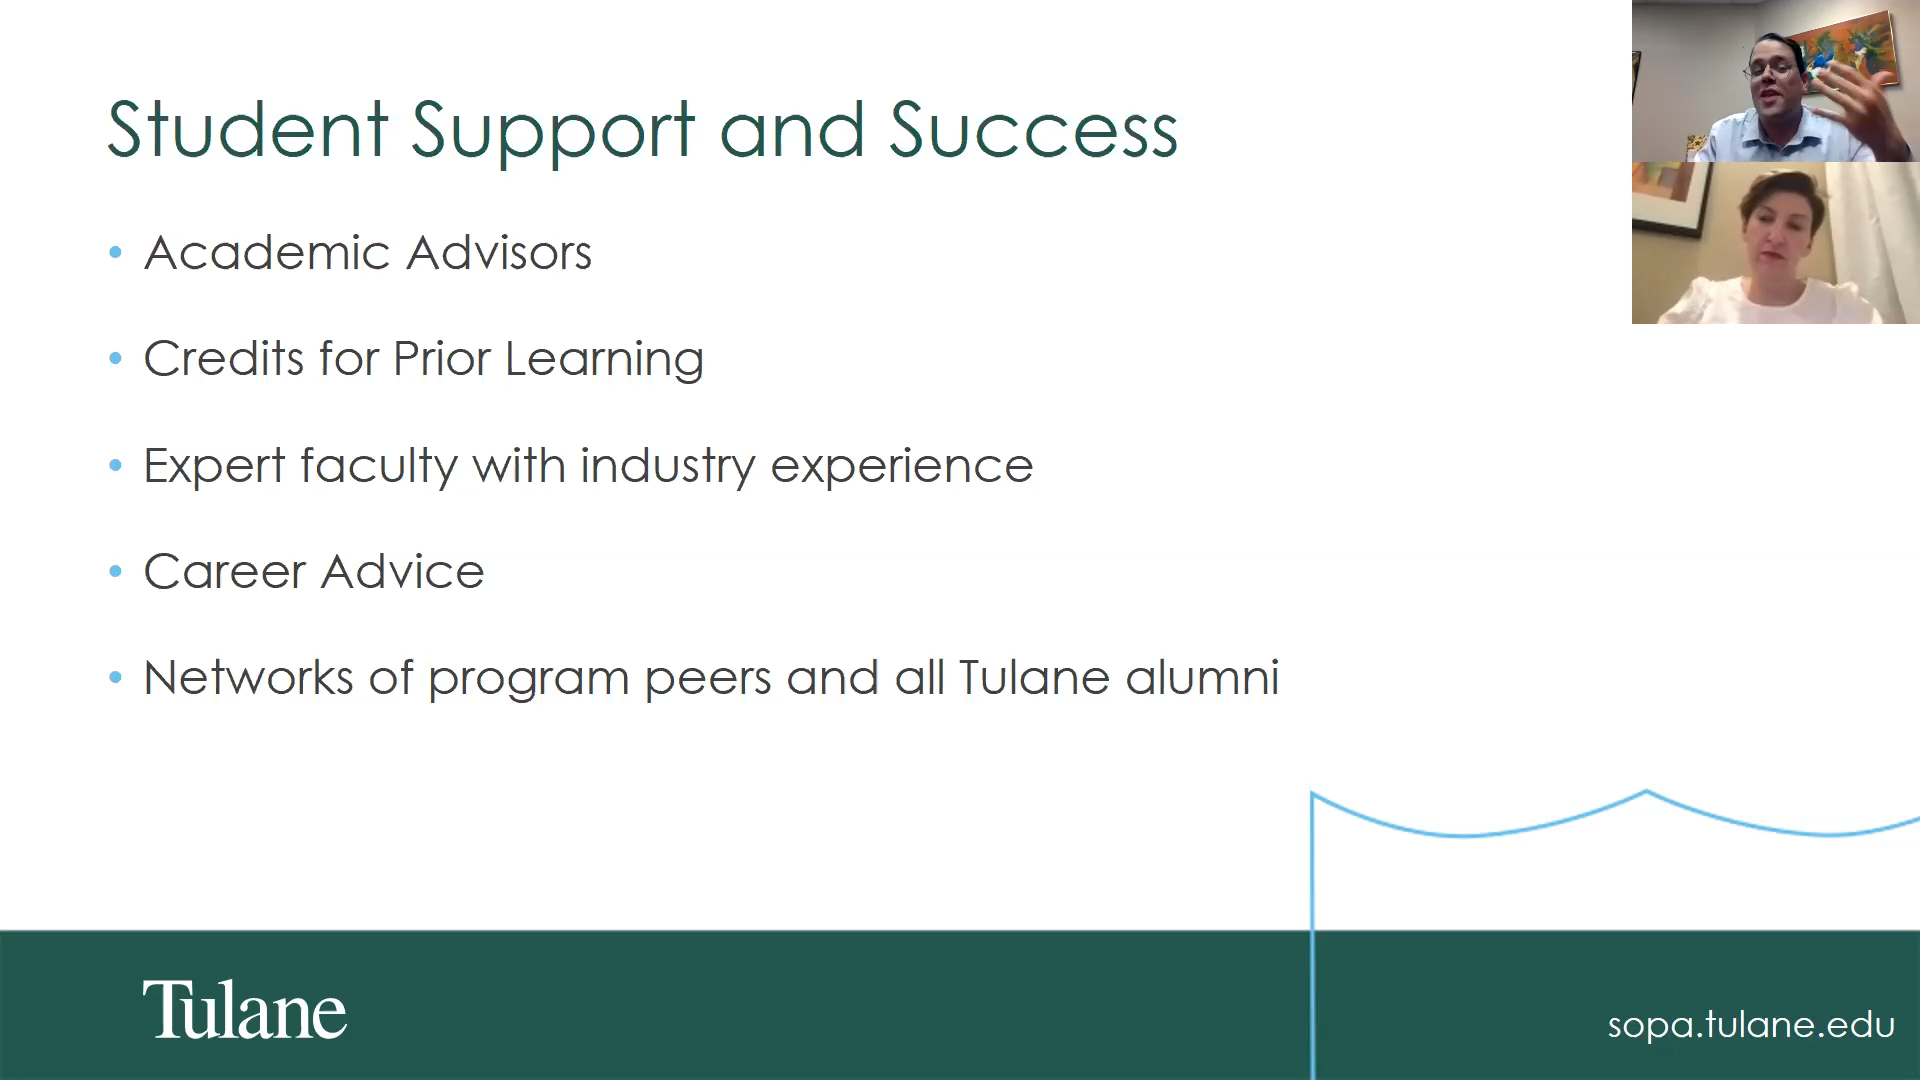 Student Support and Success
• Academic Advisors
• Credits for Prior Learning
• Expert faculty with industry experience
• Career Advice
• Networks of program peers and all Tulane alumni
Tulane
sopa.tulane.edu